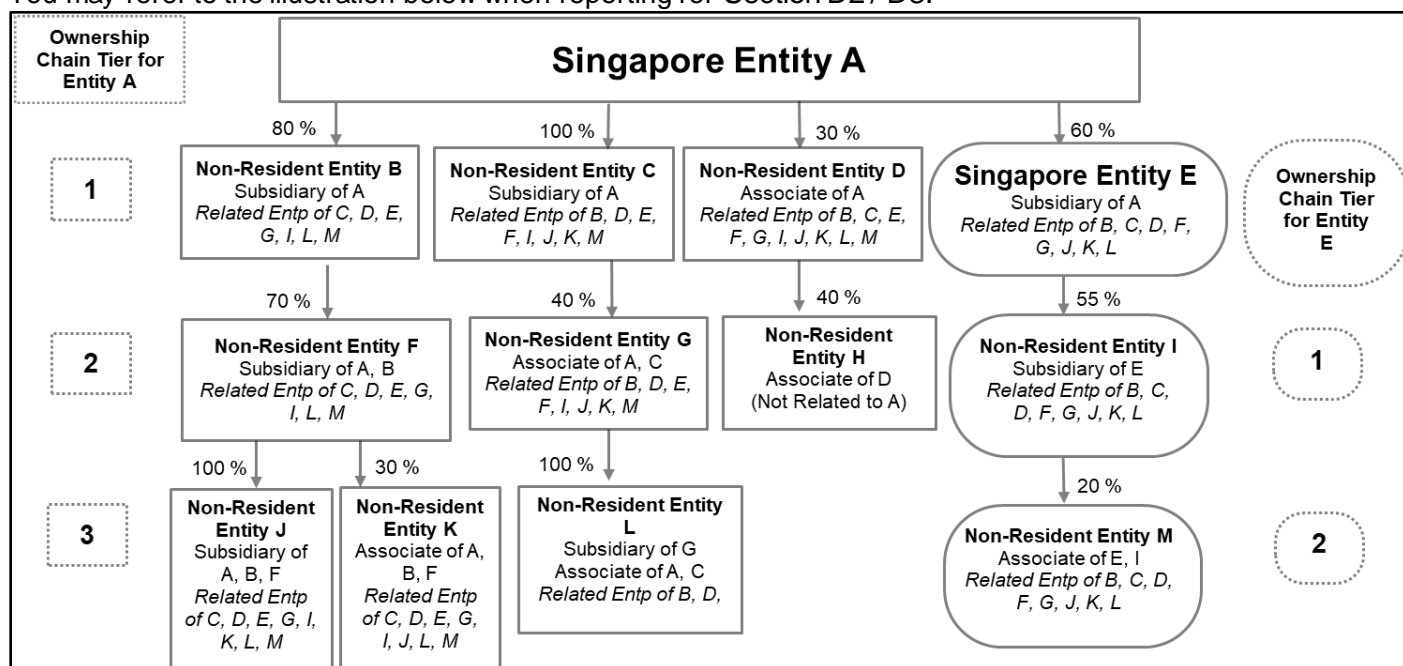 You may refer to the illustration below when reporting for Section D2 / D3.
Ownership
Chain Tier for
Entity A
Singapore Entity A
80 %
100 %
30 %
60 %
1
Non-Resident Entity B
Subsidiary of A
Related Entp of C, D, E,
G, I, L, M
Non-Resident Entity C
Subsidiary of A
Related Entp of B, D, E,
F, I, J, K, M
Non-Resident Entity D
Associate of A
Related Entp of B, C, E,
F, G, I, J, K, L, M
Singapore Entity E
Subsidiary of A
Related Entp of B, C, D, F,
G, J, K, L
Ownership
Chain Tier
for Entity
E
70 %
40 %
40 %
55 %
2
Non-Resident Entity F
Subsidiary of A, B
Related Entp of C, D, E, G,
I, L, M
Non-Resident Entity G
Associate of A, C
Related Entp of B, D, E,
F, I, J, K, M
Non-Resident
Entity H
Associate of D
(Not Related to A)
Non-Resident Entity I
Subsidiary of E
Related Entp of B, C,
D, F, G, J, K, L
1
100 %
30 %
100 %
20 %
3
Non-Resident
Entity J
Subsidiary of
A, B, F
Related Entp
of C, D, E, G, I,
K, L, M
Non-Resident
Entity K
Associate of A,
B, F
Related Entp
of C, D, E, G,
I, J, L, M
Non-Resident Entity
L
Subsidiary of G
Associate of A, C
Related Entp of B, D,
Non-Resident Entity M
Associate of E, I
Related Entp of B, C, D,
F, G, J, K, L
2